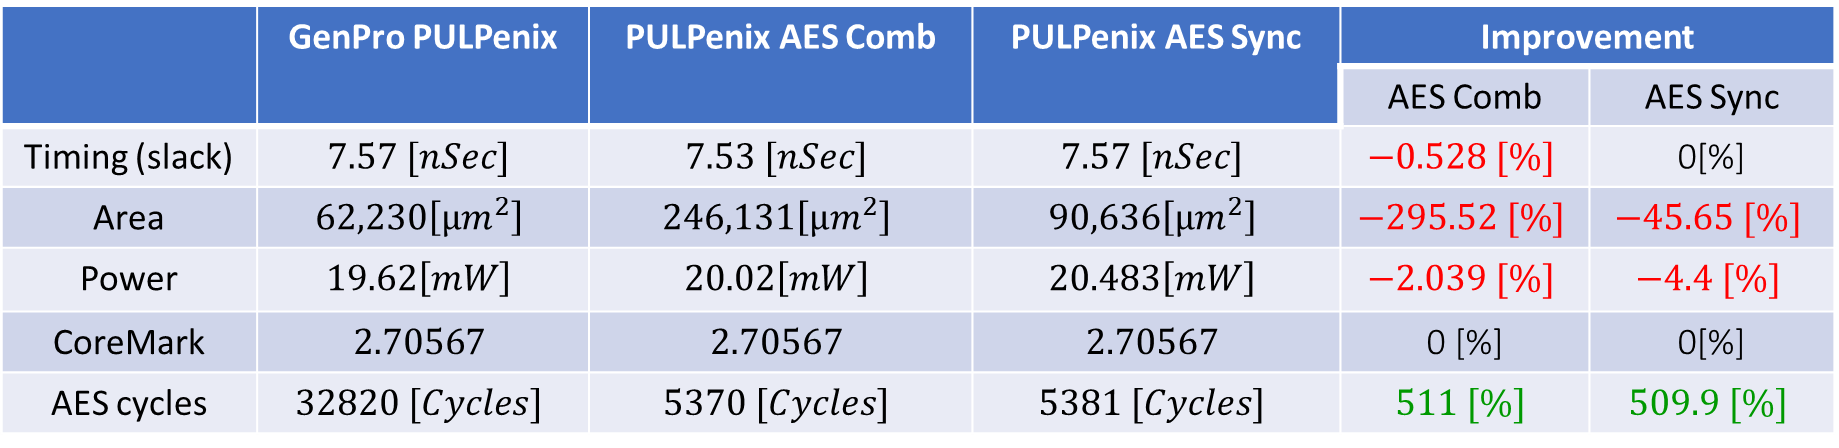 GenPro PULPenix PULPenix AES Comb PULPenix AES Sync Improvement
AES Comb AES Sync
Timing (slack) 7.57 [nSec] 7.53 [nSec] 7.57 [nSec] −0.528 [%] 0[%]
Area 62,230[μm²] 246,131[μm²] 90,636[μm²] −295.52 [%] −45.65 [%]
Power 19.62[mW] 20.02[mW] 20.483[mW] −2.039 [%] −4.4 [%]
CoreMark 2.70567 2.70567 2.70567 0 [%] 0[%]
AES cycles 32820 [Cycles] 5370 [Cycles] 5381 [Cycles] 511 [%] 509.9 [%]